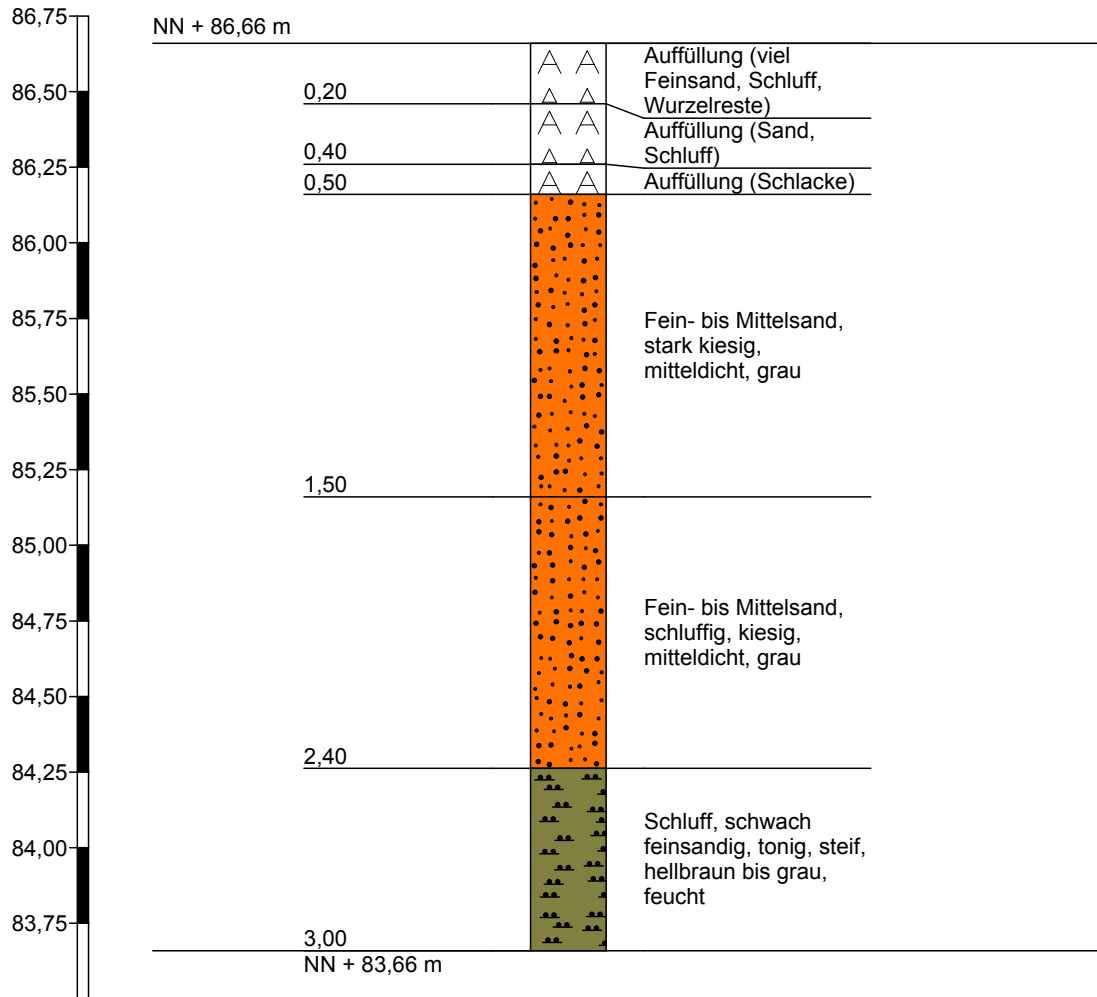 86,75
NN + 86,66 m
Auffüllung (viel
Feinsand, Schluff,
Wurzelreste)
86,50
0,20
Auffüllung (Sand,
Schluff)
86,25
0,40
0,50
Auffüllung (Schlacke)
86,00
85,75
Fein- bis Mittelsand,
stark kiesig,
mitteldicht, grau
85,50
85,25
1,50
85,00
84,75
Fein- bis Mittelsand,
schluffig, kiesig,
mitteldicht, grau
84,50
84,25
2,40
Schluff, schwach
feinsandig, tonig, steif,
hellbraun bis grau,
feucht
84,00
83,75
3,00
NN + 83,66 m